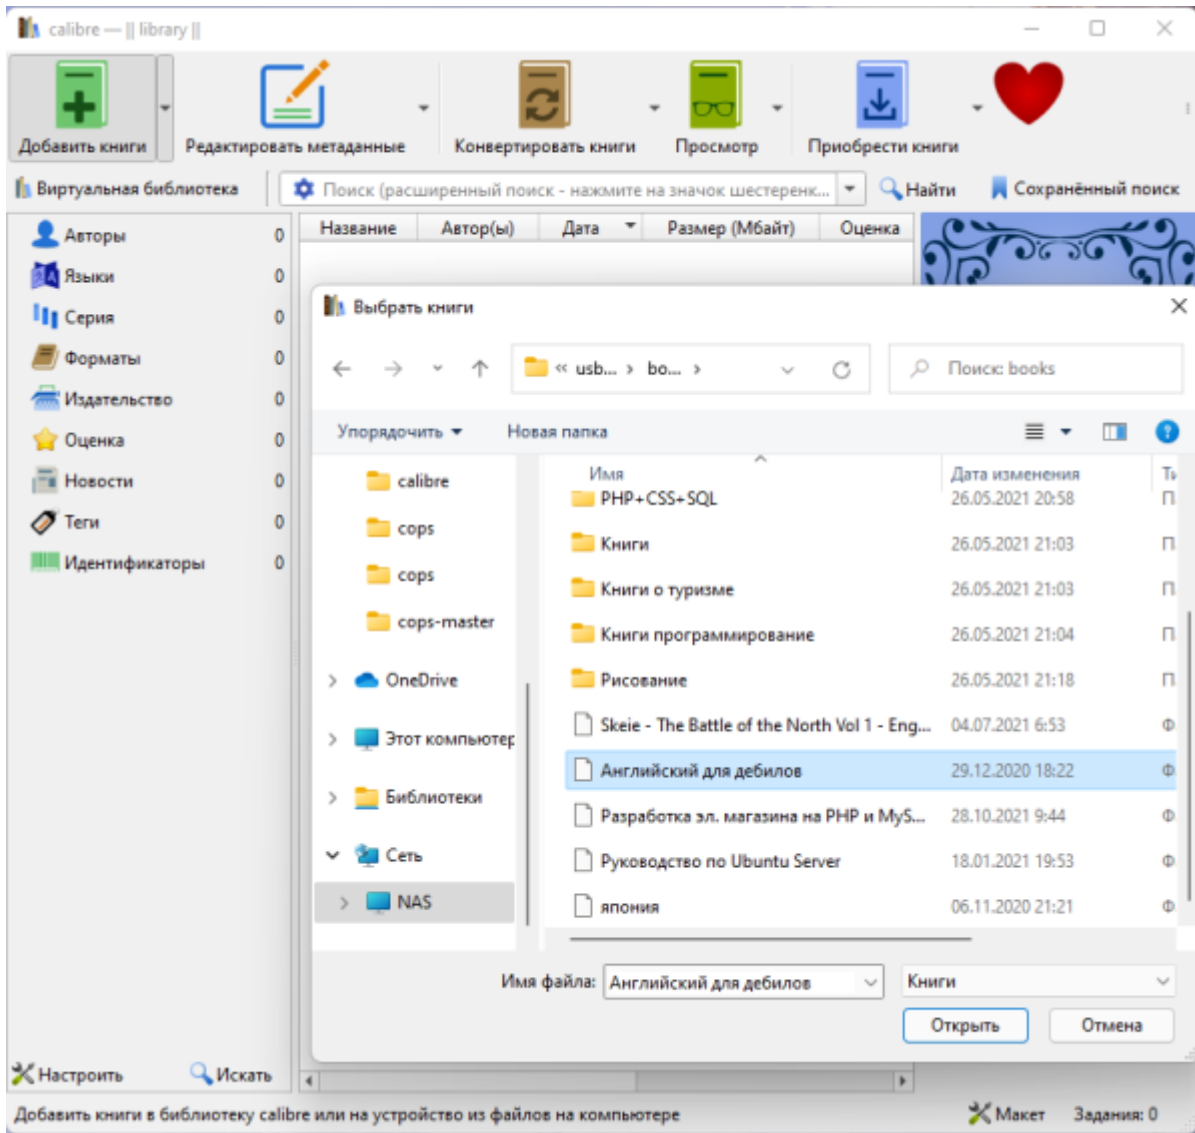 calibre — || library ||
Добавить книги
Редактировать метаданные
Конвертировать книги
Просмотр
Приобрести книги
Виртуальная библиотека
Поиск (расширенный поиск - нажмите на значок шестеренк...
Найти
Сохранённый поиск
Авторы 0
Языки 0
Серия 0
Форматы 0
Издательство 0
Оценка 0
Новости 0
Теги 0
Идентификаторы 0
Название Автор(ы) Дата Размер (Мбайт) Оценка
Выбрать книги
« usb... › bo... ›
Поиск: books
Упорядочить
Новая папка
calibre
cops
cops
cops-master
OneDrive
Этот компьютер
Библиотеки
Сеть
NAS
Имя Дата изменения
PHP+CSS+SQL 26.05.2021 20:58
Книги 26.05.2021 21:03
Книги о туризме 26.05.2021 21:03
Книги программирование 26.05.2021 21:04
Рисование 26.05.2021 21:18
Skeie - The Battle of the North Vol 1 - Eng... 04.07.2021 6:53
Английский для дебилов 29.12.2020 18:22
Разработка эл. магазина на PHP и MyS... 28.10.2021 9:44
Руководство по Ubuntu Server 18.01.2021 19:53
япония 06.11.2020 21:21
Имя файла: Английский для дебилов
Книги
Открыть
Отмена
Настроить
Искать
Добавить книги в библиотеку calibre или на устройство из файлов на компьютере
Макет
Задания: 0